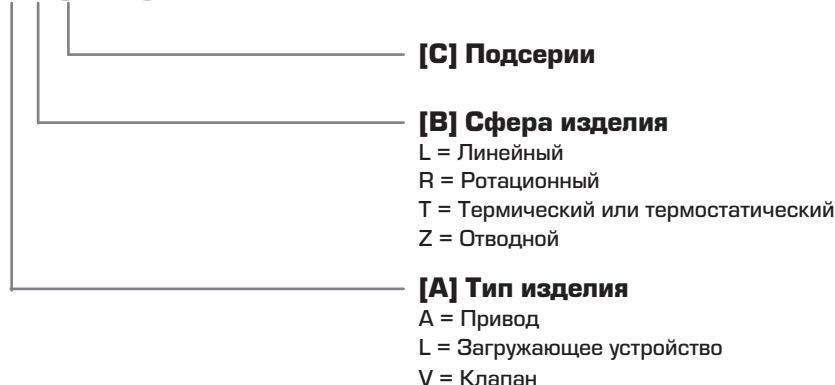 [C] Подсерии
[B] Сфера изделия
L = Линейный
R = Ротационный
T = Термический или термостатический
Z = Отводной
[A] Тип изделия
A = Привод
L = Загружающее устройство
V = Клапан